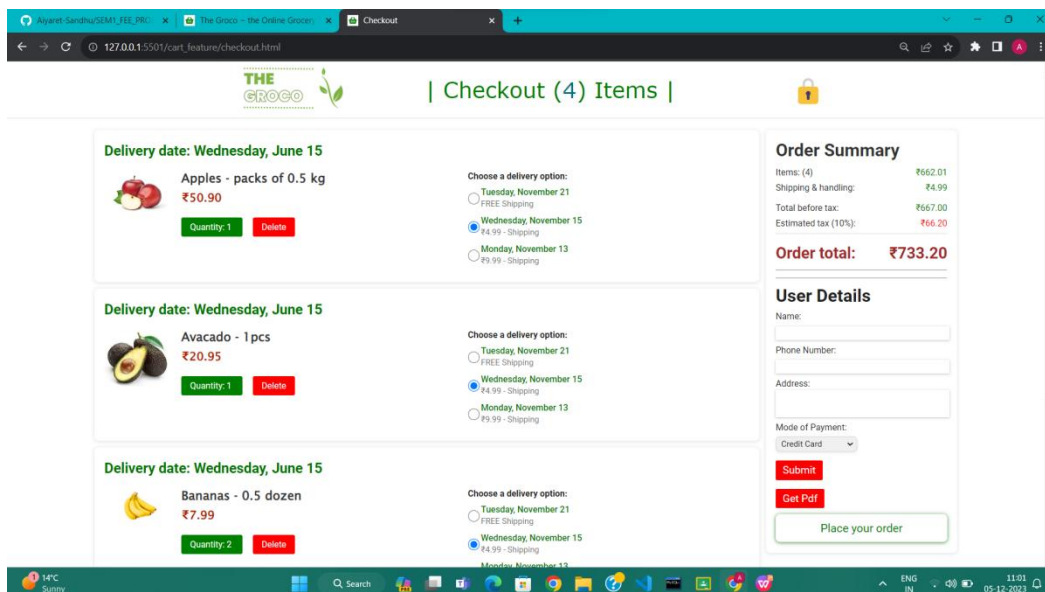 Aiyaret-Sandhu/SEM1_FEE_PRO
The Groco – the Online Grocery
Checkout
127.0.0.1:5501/cart_feature/checkout.html
A
THE
GROCO
| Checkout (4) Items |
Delivery date: Wednesday, June 15
Apples - packs of 0.5 kg
₹50.90
Quantity: 1
Delete
Choose a delivery option:
Tuesday, November 21
FREE Shipping
Wednesday, November 15
₹4.99 - Shipping
Monday, November 13
₹9.99 - Shipping
Delivery date: Wednesday, June 15
Avacado - 1pcs
₹20.95
Quantity: 1
Delete
Choose a delivery option:
Tuesday, November 21
FREE Shipping
Wednesday, November 15
₹4.99 - Shipping
Monday, November 13
₹9.99 - Shipping
Delivery date: Wednesday, June 15
Bananas - 0.5 dozen
₹7.99
Quantity: 2
Delete
Choose a delivery option:
Tuesday, November 21
FREE Shipping
Wednesday, November 15
₹4.99 - Shipping
Monday, November 13
Order Summary
Items: (4) ₹662.01
Shipping & handling: ₹4.99
Total before tax: ₹667.00
Estimated tax (10%): ₹66.20
Order total: ₹733.20
User Details
Name:
Phone Number:
Address:
Mode of Payment:
Credit Card
Submit
Get Pdf
Place your order
1
14°C
Sunny
Search
ENG
IN
11:01
05-12-2023